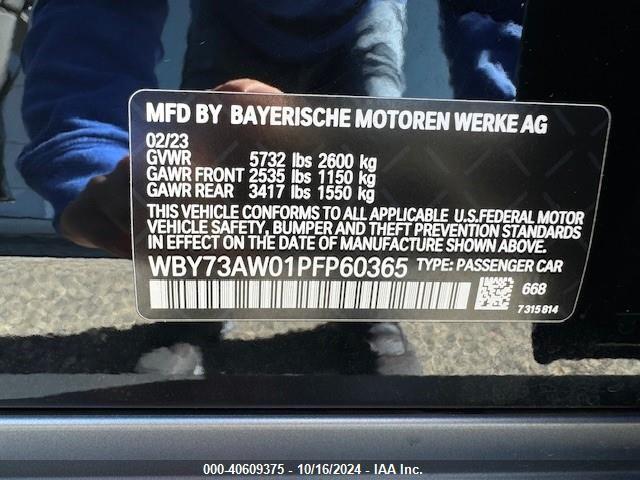 MFD BY BAYERISCHE MOTOREN WERKE AG
02/23
GVWR 5732 lbs 2600 kg
GAWR FRONT 2535 lbs 1150 kg
GAWR REAR 3417 lbs 1550 kg
THIS VEHICLE CONFORMS TO ALL APPLICABLE U.S.FEDERAL MOTOR
VEHICLE SAFETY, BUMPER AND THEFT PREVENTION STANDARDS
IN EFFECT ON THE DATE OF MANUFACTURE SHOWN ABOVE.
WBY73AW01PFP60365 TYPE: PASSENGER CAR
668
7315814
000-40609375 | 10/16/2024 - IAA Inc.